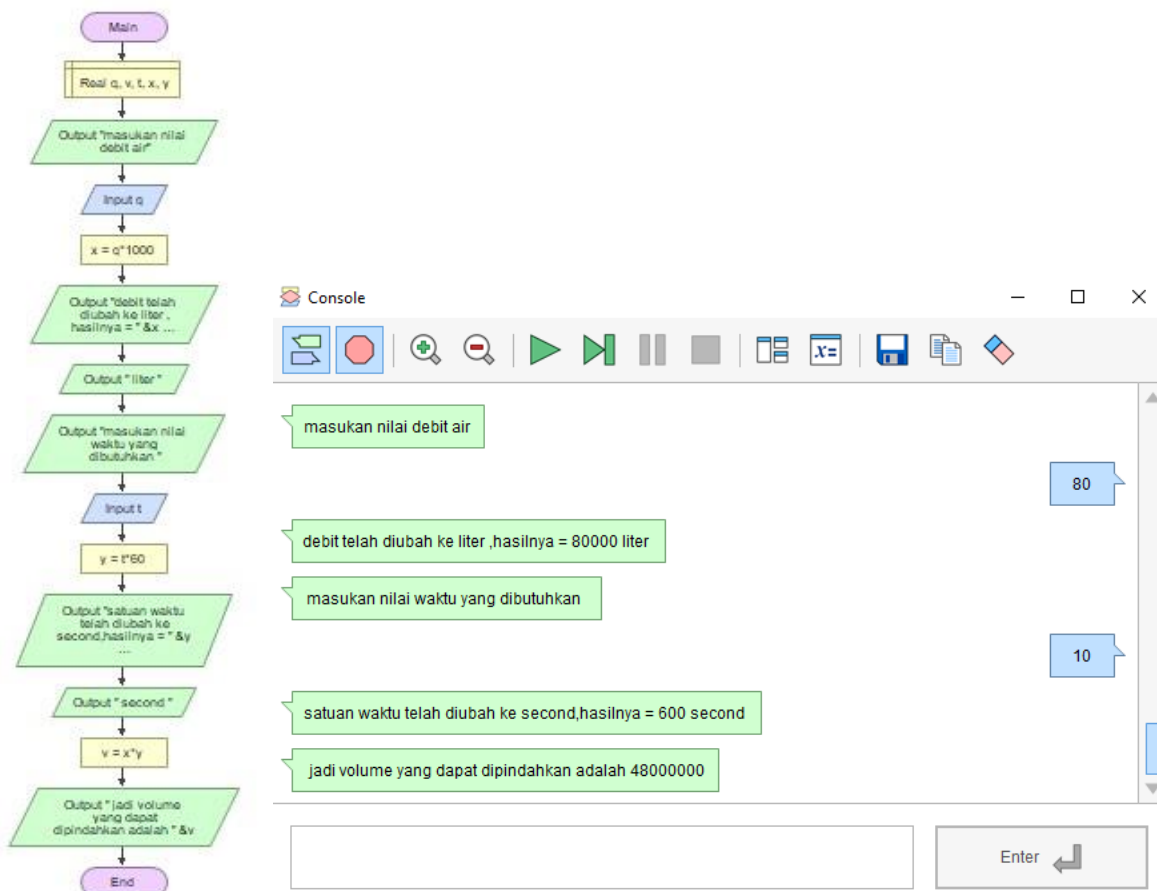 Main
Real q, v, t, x, y
Output "masukan nilai
debit air"
Input q
x = q*1000
Output "debit telah
diubah ke liter ,
hasilnya = " &x ...
Output " liter "
Output "masukan nilai
waktu yang
dibutuhkan "
Input t
y = t*60
Output "satuan waktu
telah diubah ke
second,hasilnya = " &y
...
Output " second "
v = x*y
Output " jadi volume
yang dapat
dipindahkan adalah " &v
End
Console
x=
masukan nilai debit air
80
debit telah diubah ke liter ,hasilnya = 80000 liter
masukan nilai waktu yang dibutuhkan
10
satuan waktu telah diubah ke second,hasilnya = 600 second
jadi volume yang dapat dipindahkan adalah 48000000
Enter